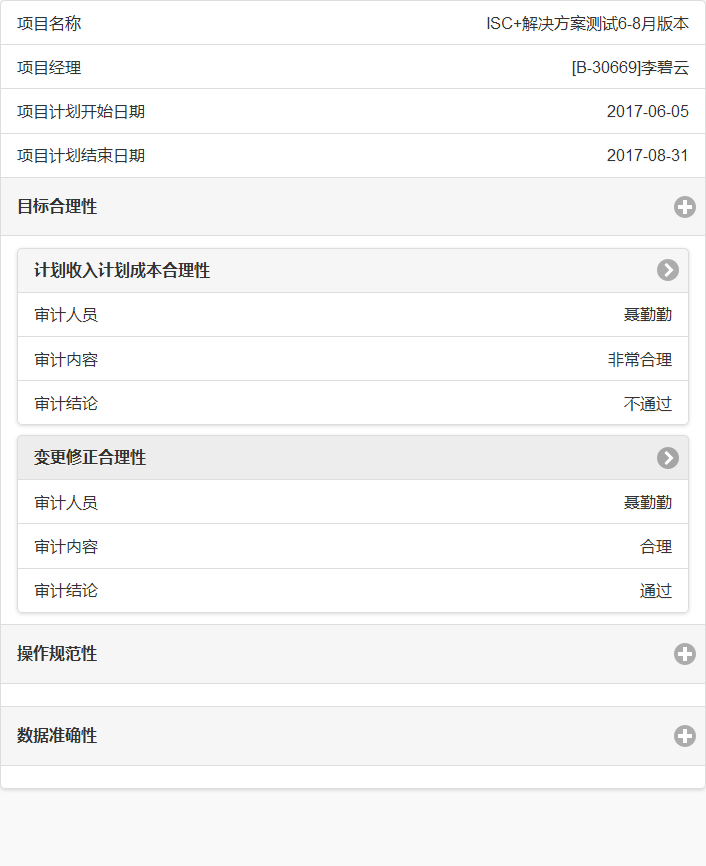 项目名称 ISC+解决方案测试6-8月版本
项目经理 [B-30669]李碧云
项目计划开始日期 2017-06-05
项目计划结束日期 2017-08-31
目标合理性
计划收入计划成本合理性
审计人员 聂勤勤
审计内容 非常合理
审计结论 不通过
变更修正合理性
审计人员 聂勤勤
审计内容 合理
审计结论 通过
操作规范性
数据准确性